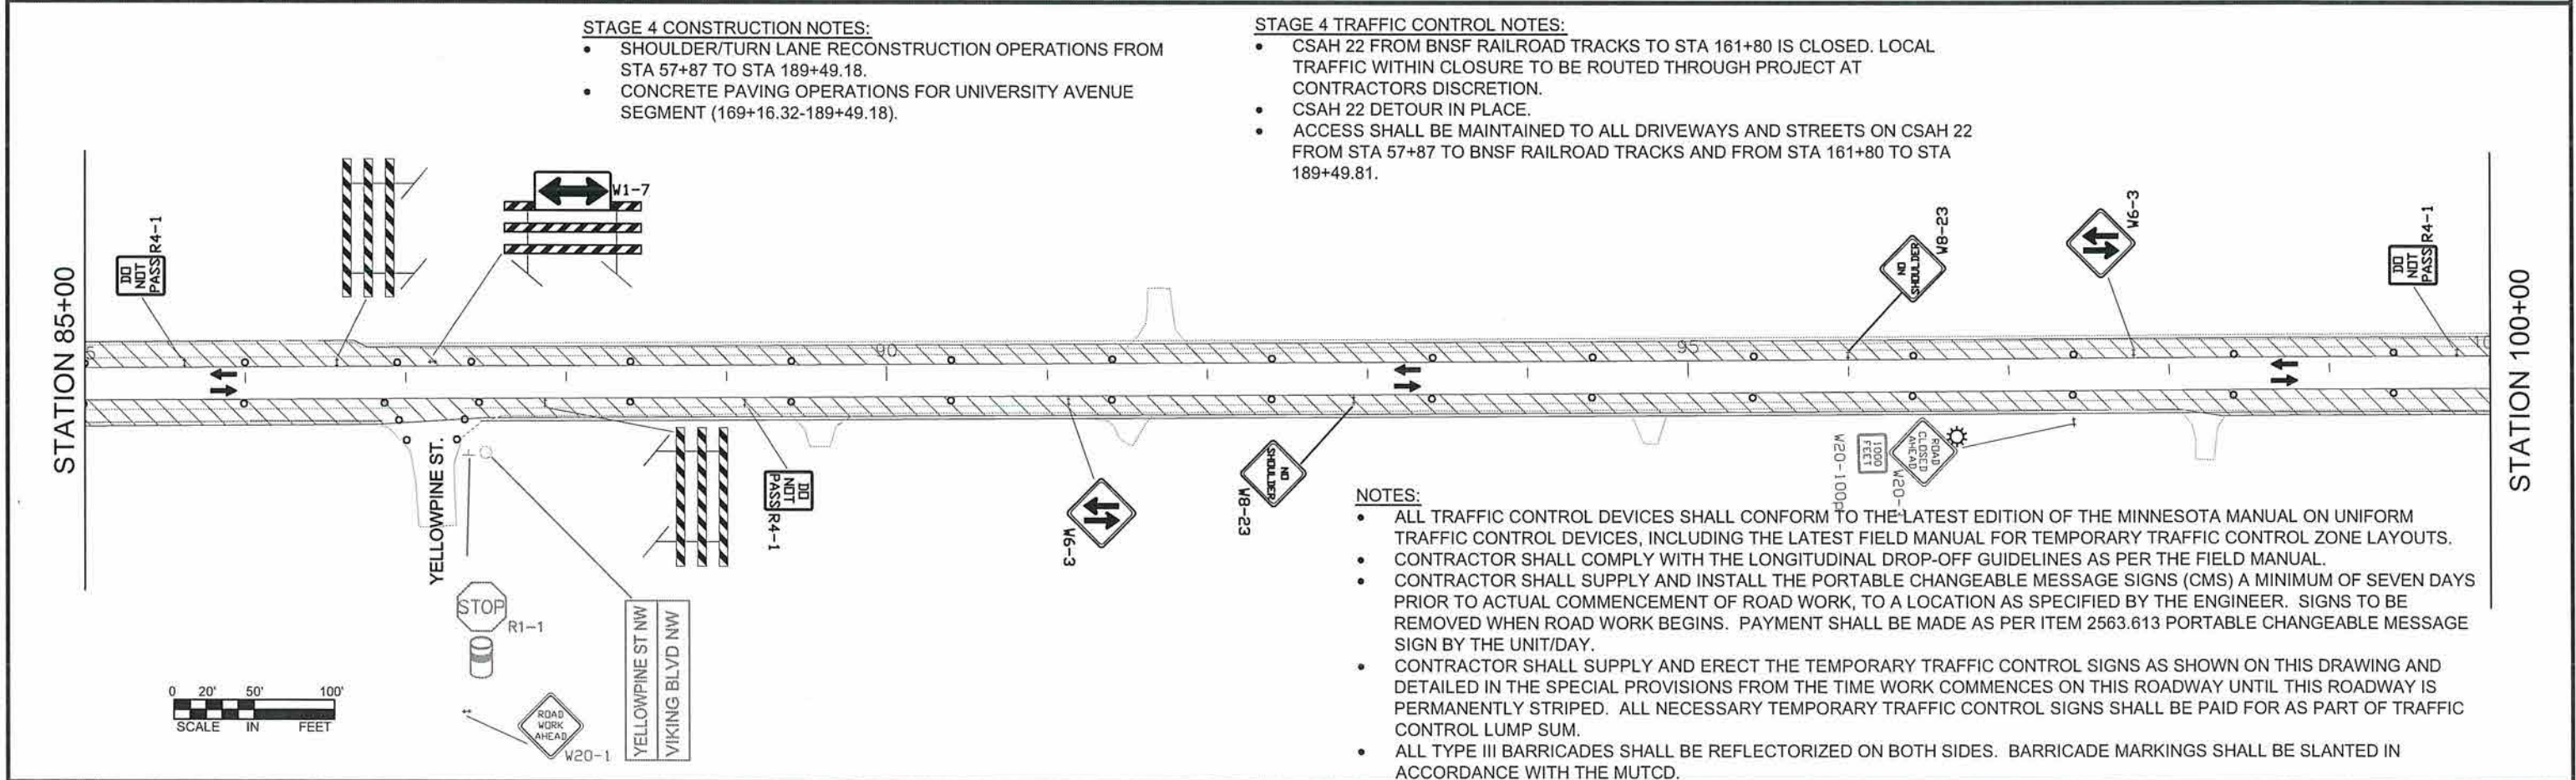 STAGE 4 CONSTRUCTION NOTES:
• SHOULDER/TURN LANE RECONSTRUCTION OPERATIONS FROM
STA 57+87 TO STA 189+49.18.
• CONCRETE PAVING OPERATIONS FOR UNIVERSITY AVENUE
SEGMENT (169+16.32-189+49.18).
STAGE 4 TRAFFIC CONTROL NOTES:
• CSAH 22 FROM BNSF RAILROAD TRACKS TO STA 161+80 IS CLOSED. LOCAL
TRAFFIC WITHIN CLOSURE TO BE ROUTED THROUGH PROJECT AT
CONTRACTORS DISCRETION.
• CSAH 22 DETOUR IN PLACE.
• ACCESS SHALL BE MAINTAINED TO ALL DRIVEWAYS AND STREETS ON CSAH 22
FROM STA 57+87 TO BNSF RAILROAD TRACKS AND FROM STA 161+80 TO STA
189+49.81.
STATION 85+00
DO
NOT
PASS
R4-1
W1-7
NO
SHOULDER
W8-23
W6-3
DO
NOT
PASS
R4-1
STATION 100+00
90
95
10
YELLOWPINE ST.
DO
NOT
PASS
R4-1
W6-3
NO
SHOULDER
W8-23
1000
FEET
W20-100p
ROAD
CLOSED
AHEAD
STOP
R1-1
YELLOWPINE ST NW
VIKING BLVD NW
ROAD
WORK
AHEAD
W20-1
0 20' 50' 100'
SCALE IN FEET
NOTES:
• ALL TRAFFIC CONTROL DEVICES SHALL CONFORM TO THE LATEST EDITION OF THE MINNESOTA MANUAL ON UNIFORM
TRAFFIC CONTROL DEVICES, INCLUDING THE LATEST FIELD MANUAL FOR TEMPORARY TRAFFIC CONTROL ZONE LAYOUTS.
• CONTRACTOR SHALL COMPLY WITH THE LONGITUDINAL DROP-OFF GUIDELINES AS PER THE FIELD MANUAL.
• CONTRACTOR SHALL SUPPLY AND INSTALL THE PORTABLE CHANGEABLE MESSAGE SIGNS (CMS) A MINIMUM OF SEVEN DAYS
PRIOR TO ACTUAL COMMENCEMENT OF ROAD WORK, TO A LOCATION AS SPECIFIED BY THE ENGINEER. SIGNS TO BE
REMOVED WHEN ROAD WORK BEGINS. PAYMENT SHALL BE MADE AS PER ITEM 2563.613 PORTABLE CHANGEABLE MESSAGE
SIGN BY THE UNIT/DAY.
• CONTRACTOR SHALL SUPPLY AND ERECT THE TEMPORARY TRAFFIC CONTROL SIGNS AS SHOWN ON THIS DRAWING AND
DETAILED IN THE SPECIAL PROVISIONS FROM THE TIME WORK COMMENCES ON THIS ROADWAY UNTIL THIS ROADWAY IS
PERMANENTLY STRIPED. ALL NECESSARY TEMPORARY TRAFFIC CONTROL SIGNS SHALL BE PAID FOR AS PART OF TRAFFIC
CONTROL LUMP SUM.
• ALL TYPE III BARRICADES SHALL BE REFLECTORIZED ON BOTH SIDES. BARRICADE MARKINGS SHALL BE SLANTED IN
ACCORDANCE WITH THE MUTCD.